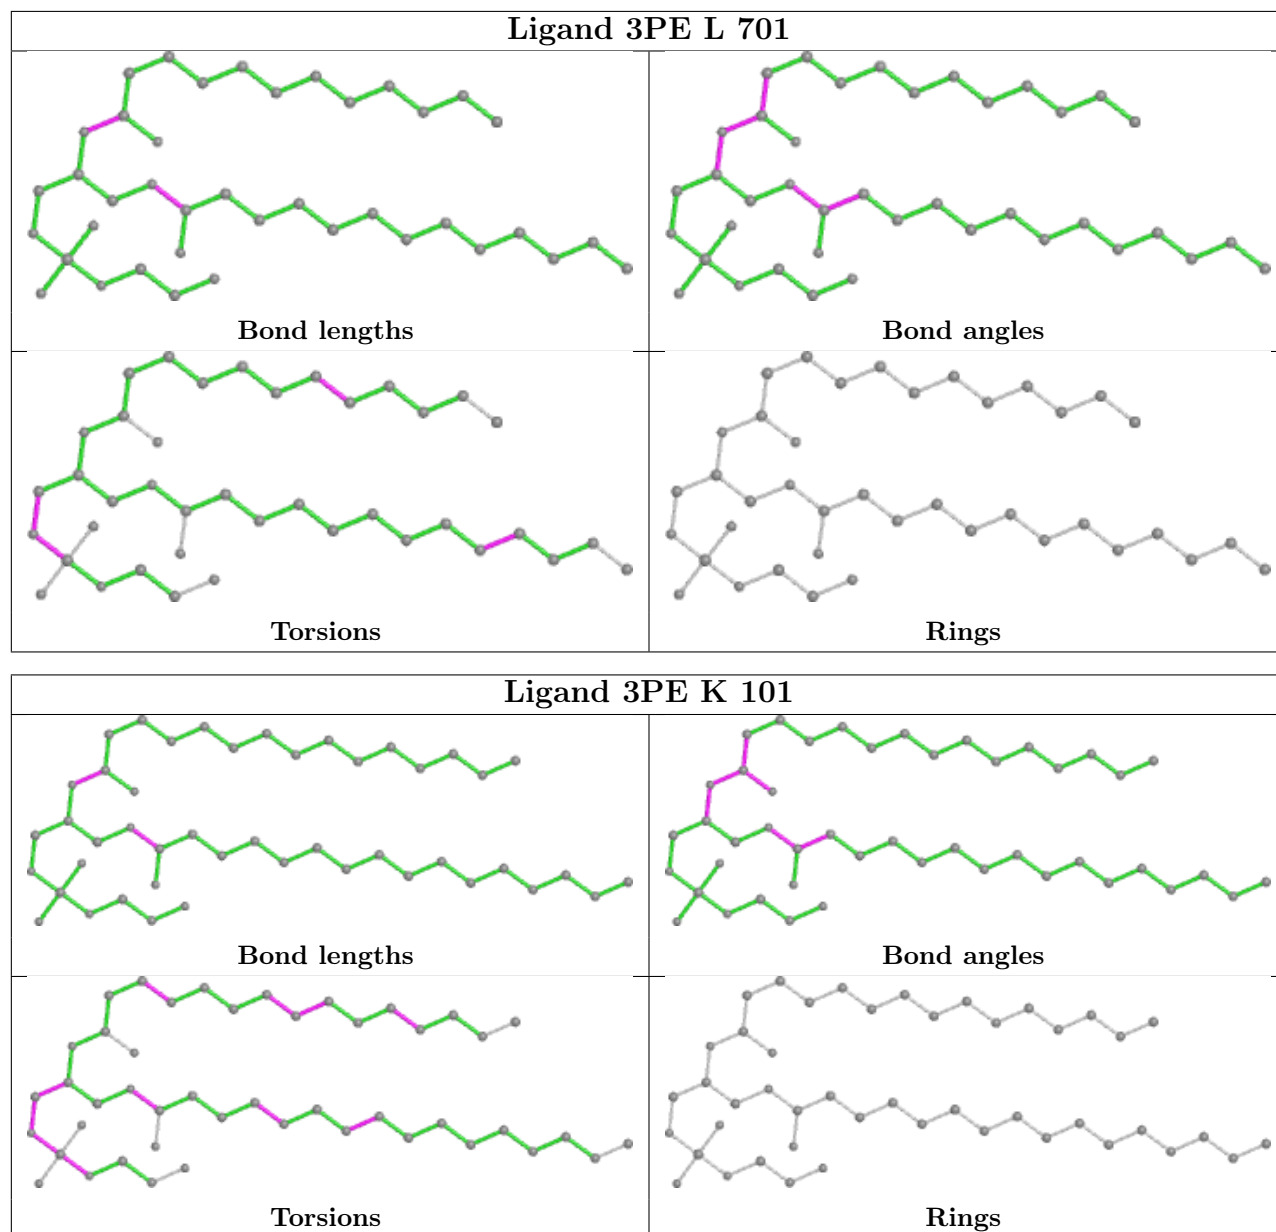 Ligand 3PE L 701
Bond lengths
Bond angles
Torsions
Rings
Ligand 3PE K 101
Bond lengths
Bond angles
Torsions
Rings